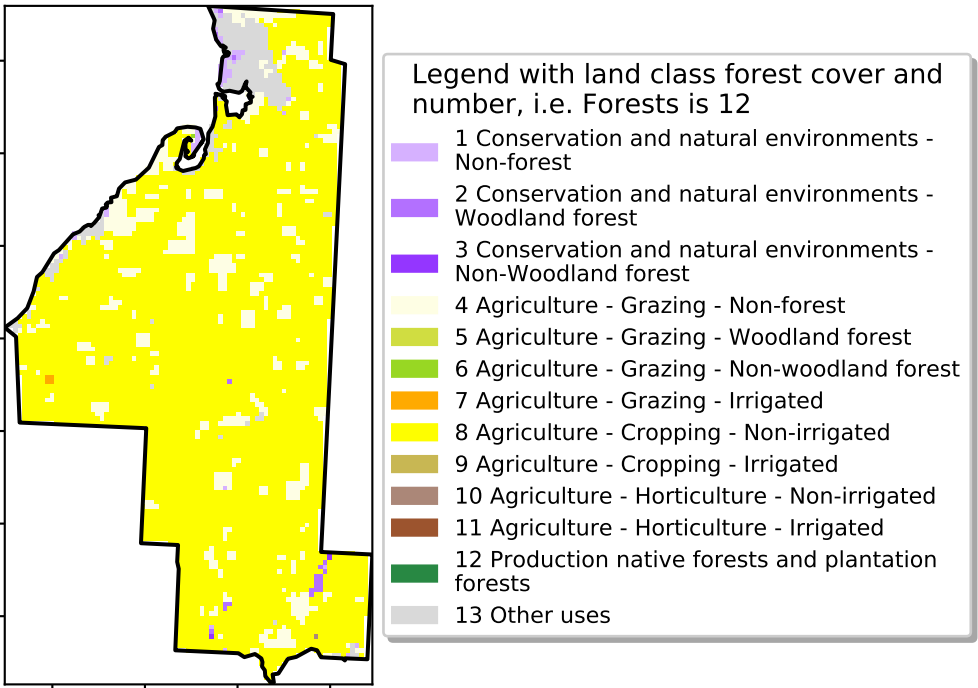 Legend with land class forest cover and
number, i.e. Forests is 12
1 Conservation and natural environments -
Non-forest
2 Conservation and natural environments -
Woodland forest
3 Conservation and natural environments -
Non-Woodland forest
4 Agriculture - Grazing - Non-forest
5 Agriculture - Grazing - Woodland forest
6 Agriculture - Grazing - Non-woodland forest
7 Agriculture - Grazing - Irrigated
8 Agriculture - Cropping - Non-irrigated
9 Agriculture - Cropping - Irrigated
10 Agriculture - Horticulture - Non-irrigated
11 Agriculture - Horticulture - Irrigated
12 Production native forests and plantation
forests
13 Other uses